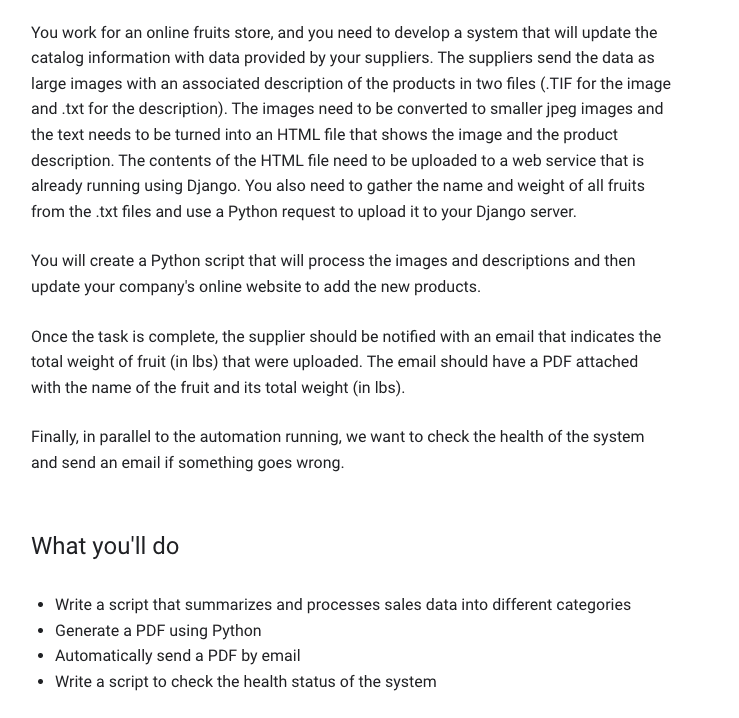 You work for an online fruits store, and you need to develop a system that will update the
catalog information with data provided by your suppliers. The suppliers send the data as
large images with an associated description of the products in two files (.TIF for the image
and .txt for the description). The images need to be converted to smaller jpeg images and
the text needs to be turned into an HTML file that shows the image and the product
description. The contents of the HTML file need to be uploaded to a web service that is
already running using Django. You also need to gather the name and weight of all fruits
from the .txt files and use a Python request to upload it to your Django server.
You will create a Python script that will process the images and descriptions and then
update your company's online website to add the new products.
Once the task is complete, the supplier should be notified with an email that indicates the
total weight of fruit (in lbs) that were uploaded. The email should have a PDF attached
with the name of the fruit and its total weight (in lbs).
Finally, in parallel to the automation running, we want to check the health of the system
and send an email if something goes wrong.
What you'll do
• Write a script that summarizes and processes sales data into different categories
• Generate a PDF using Python
• Automatically send a PDF by email
• Write a script to check the health status of the system